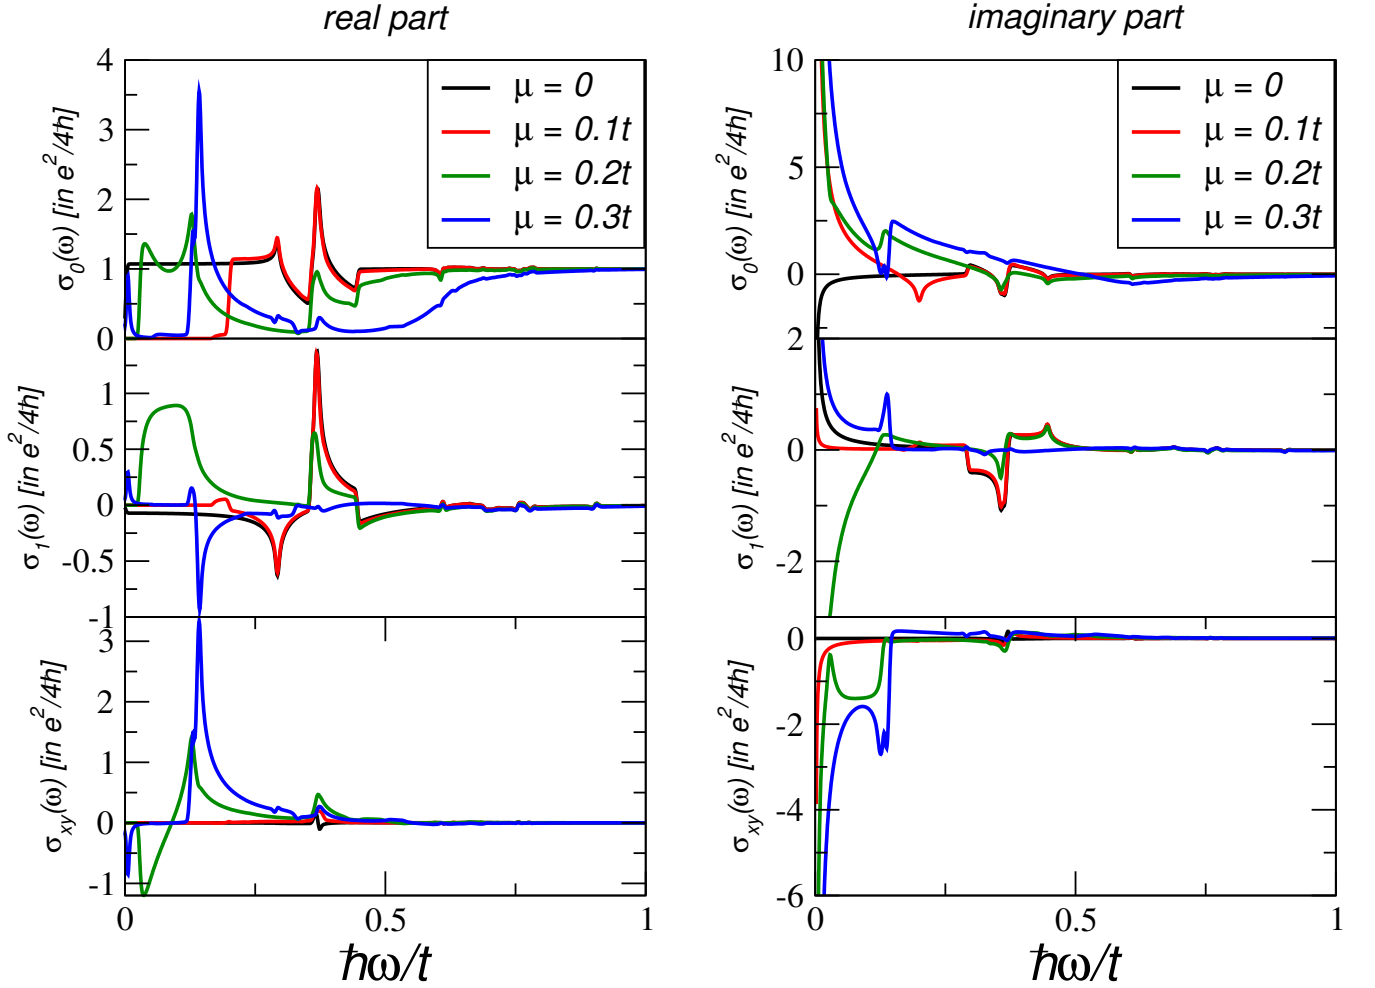 real part
imaginary part
σ0(ω) [in e²/4ħ]
4
3
2
1
0
μ = 0
μ = 0.1t
μ = 0.2t
μ = 0.3t
σ0(ω) [in e²/4ħ]
10
5
0
μ = 0
μ = 0.1t
μ = 0.2t
μ = 0.3t
σ1(ω) [in e²/4ħ]
1
0.5
0
-0.5
-1
σ1(ω) [in e²/4ħ]
2
0
-2
σxy(ω) [in e²/4ħ]
3
2
1
0
-1
σxy(ω) [in e²/4ħ]
0
-2
-4
-6
0 0.5 1
0 0.5 1
ħω/t
ħω/t